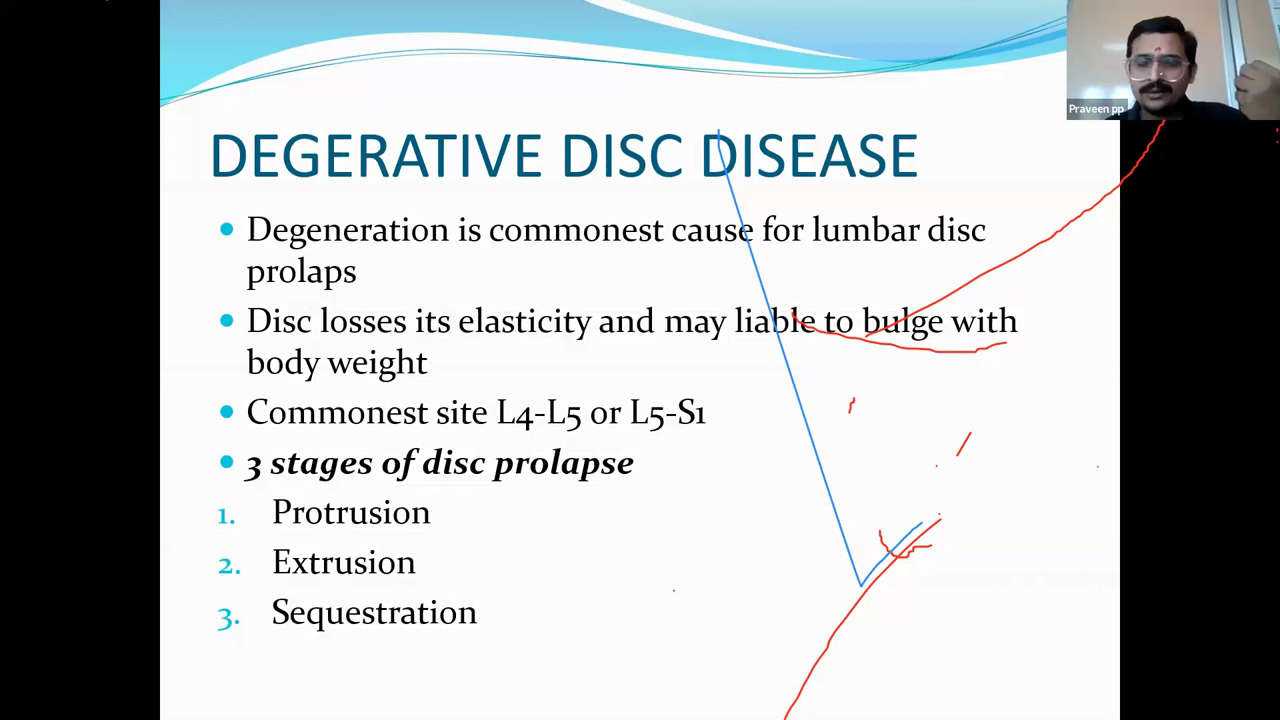 Praveen pp
DEGERATIVE DISC DISEASE
Degeneration is commonest cause for lumbar disc
prolaps
Disc losses its elasticity and may liable to bulge with
body weight
Commonest site L4-L5 or L5-S1
3 stages of disc prolapse
1. Protrusion
2. Extrusion
3. Sequestration